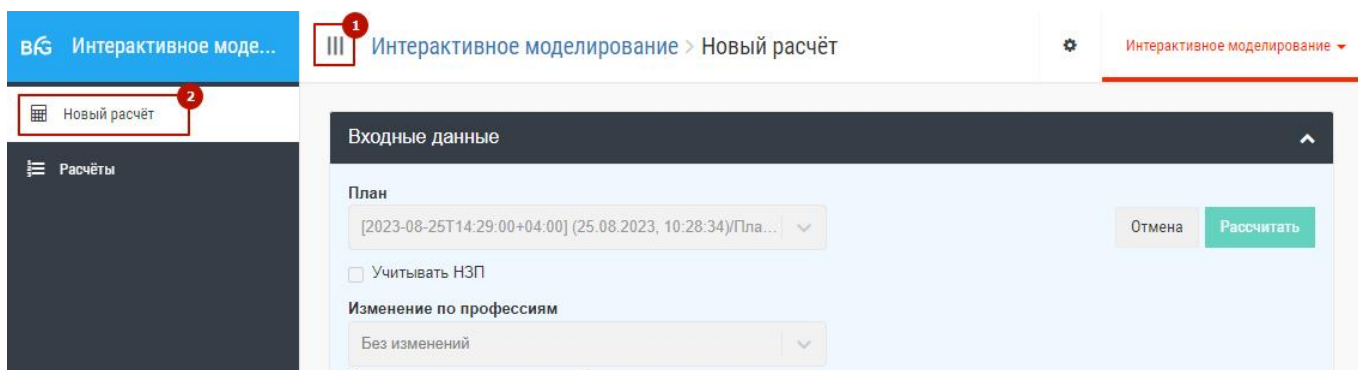 BFG Интерактивное моде...
1
Интерактивное моделирование > Новый расчёт
Интерактивное моделирование
2
Новый расчёт
Расчёты
Входные данные
План
[2023-08-25T14:29:00+04:00] (25.08.2023, 10:28:34)/Пла...
Отмена
Рассчитать
Учитывать НЗП
Изменение по профессиям
Без изменений